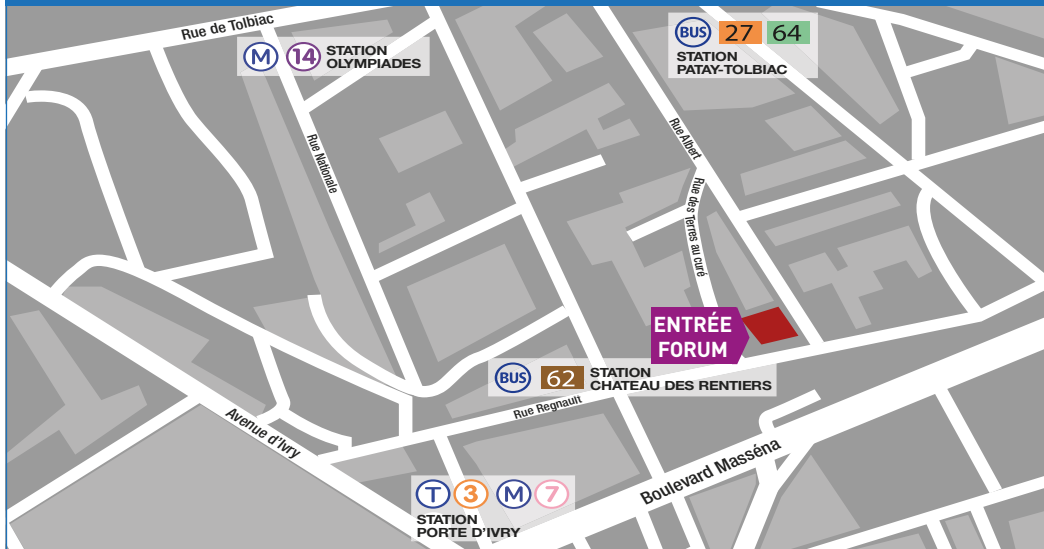 Rue de Tolbiac
M 14 STATION
OLYMPIADES
BUS 27 64
STATION
PATAY-TOLBIAC
Rue Nationale
Rue Albert
Rue des Terres au curé
ENTRÉE
FORUM
BUS 62 STATION
CHATEAU DES RENTIERS
Rue Regnault
Avenue d'Ivry
Boulevard Masséna
T 3 M 7
STATION
PORTE D'IVRY